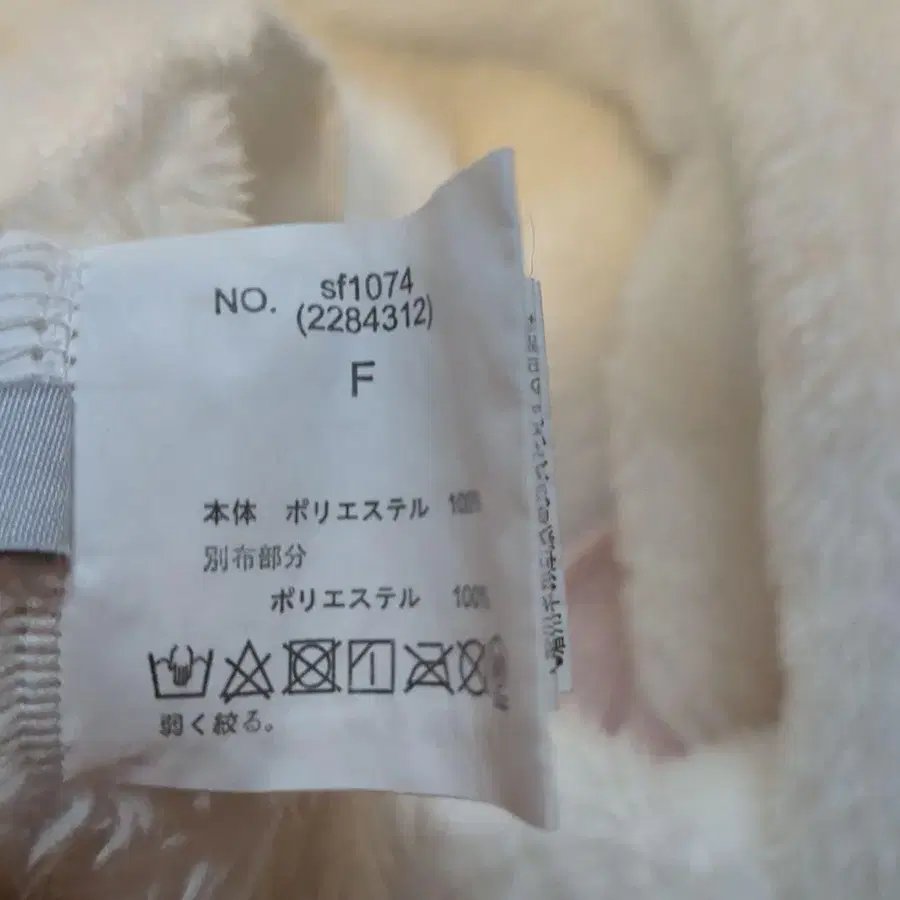 NO. sf1074
(2284312)
F
本体 ポリエステル 100%
別布部分
ポリエステル 100%
弱く絞る。